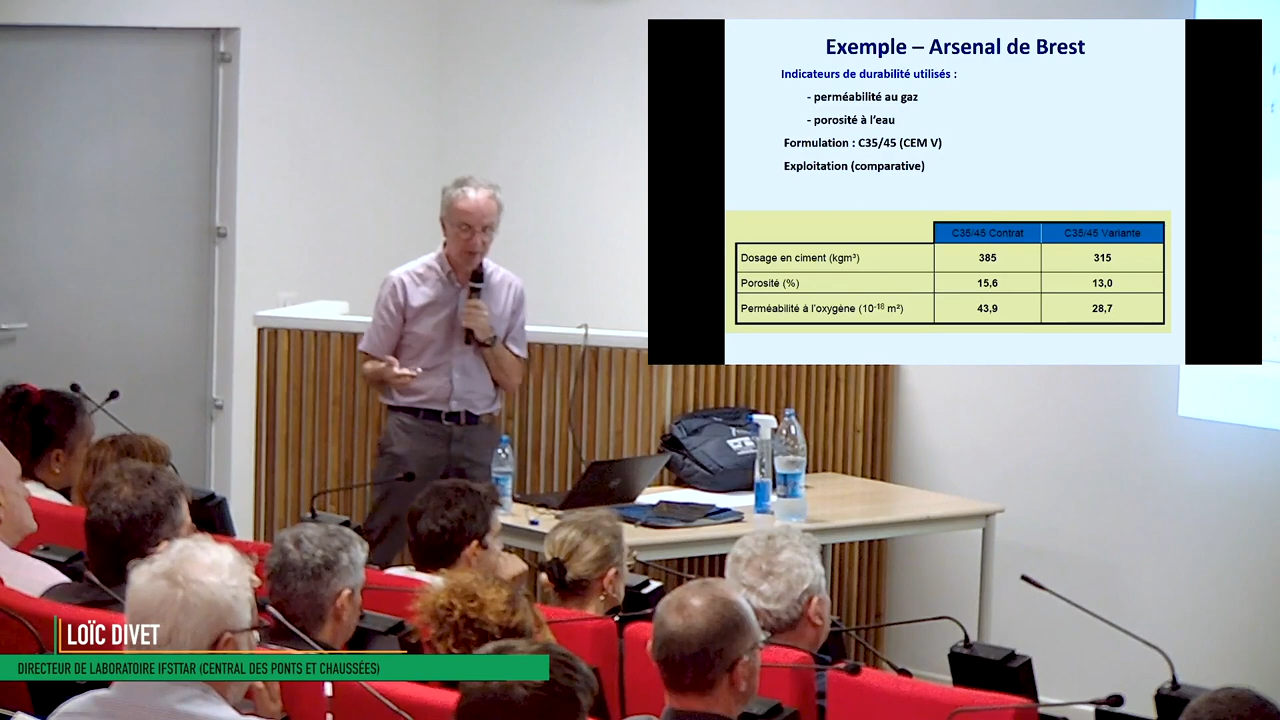 Exemple – Arsenal de Brest
Indicateurs de durabilité utilisés :
- perméabilité au gaz
- porosité à l'eau
Formulation : C35/45 (CEM V)
Exploitation (comparative)
C35/45 Contrat C35/45 Variante
Dosage en ciment (kgm³) 385 315
Porosité (%) 15,6 13,0
Perméabilité à l'oxygène (10⁻¹⁸ m²) 43,9 28,7
LOÏC DIVET
DIRECTEUR DE LABORATOIRE IFSTTAR (CENTRAL DES PONTS ET CHAUSSÉES)